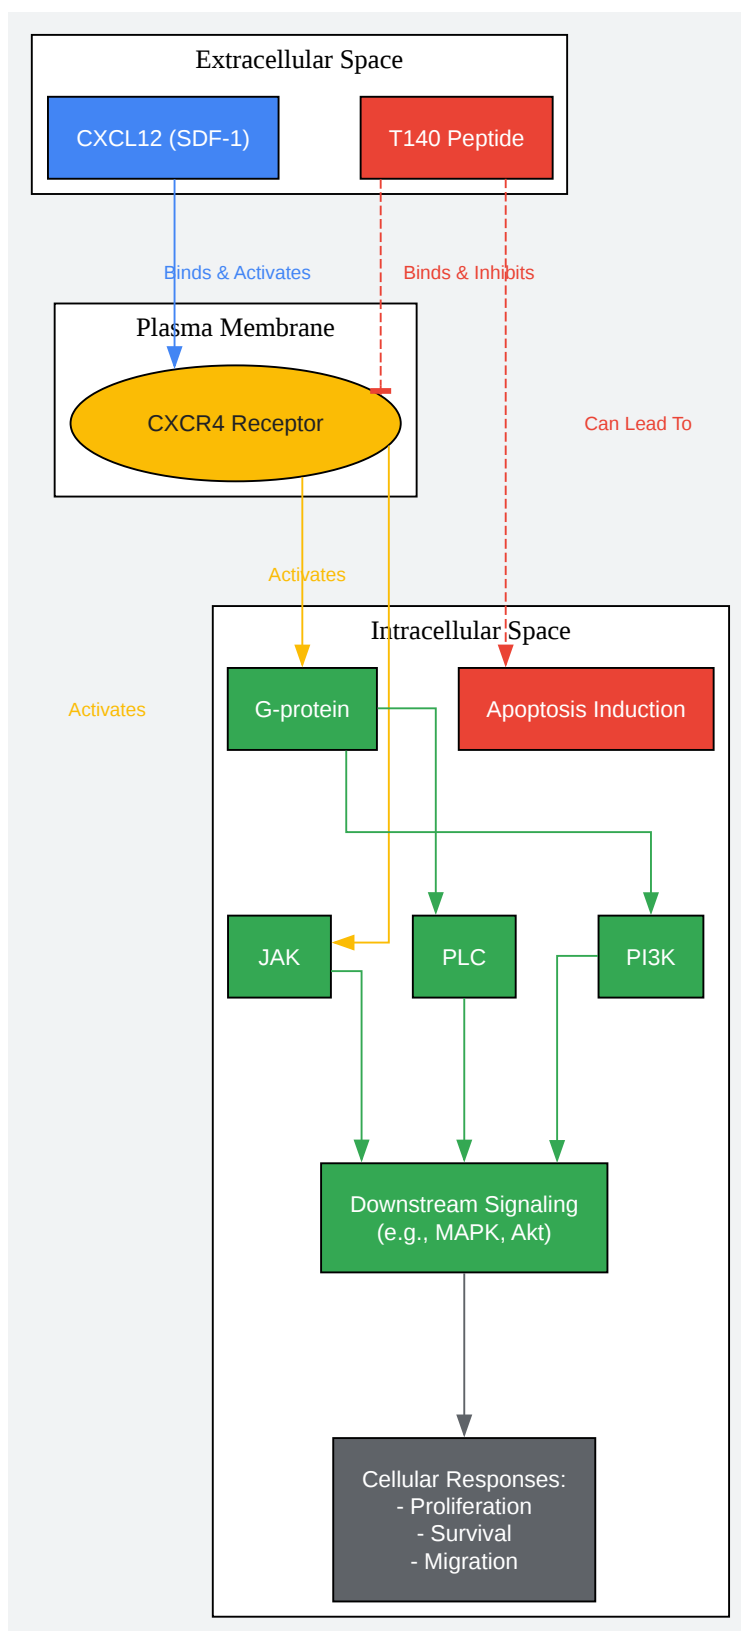 Extracellular Space
CXCL12 (SDF-1)
T140 Peptide
Binds & Activates
Binds & Inhibits
Plasma Membrane
CXCR4 Receptor
Can Lead To
Activates
Intracellular Space
G-protein
Apoptosis Induction
Activates
JAK
PLC
PI3K
Downstream Signaling
(e.g., MAPK, Akt)
Cellular Responses:
- Proliferation
- Survival
- Migration